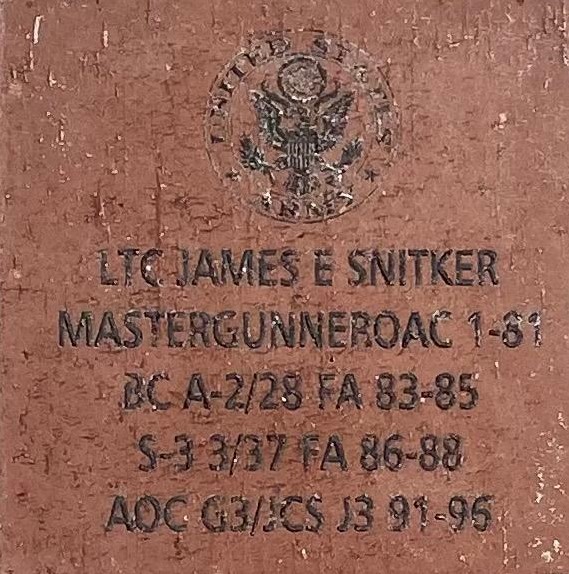 UNITED STATES
ARMY
LTC JAMES E SNITKER
MASTERGUNNEROAC 1-81
BC A-2/28 FA 83-85
S-3 3/37 FA 86-88
AOC G3/JCS J3 91-96